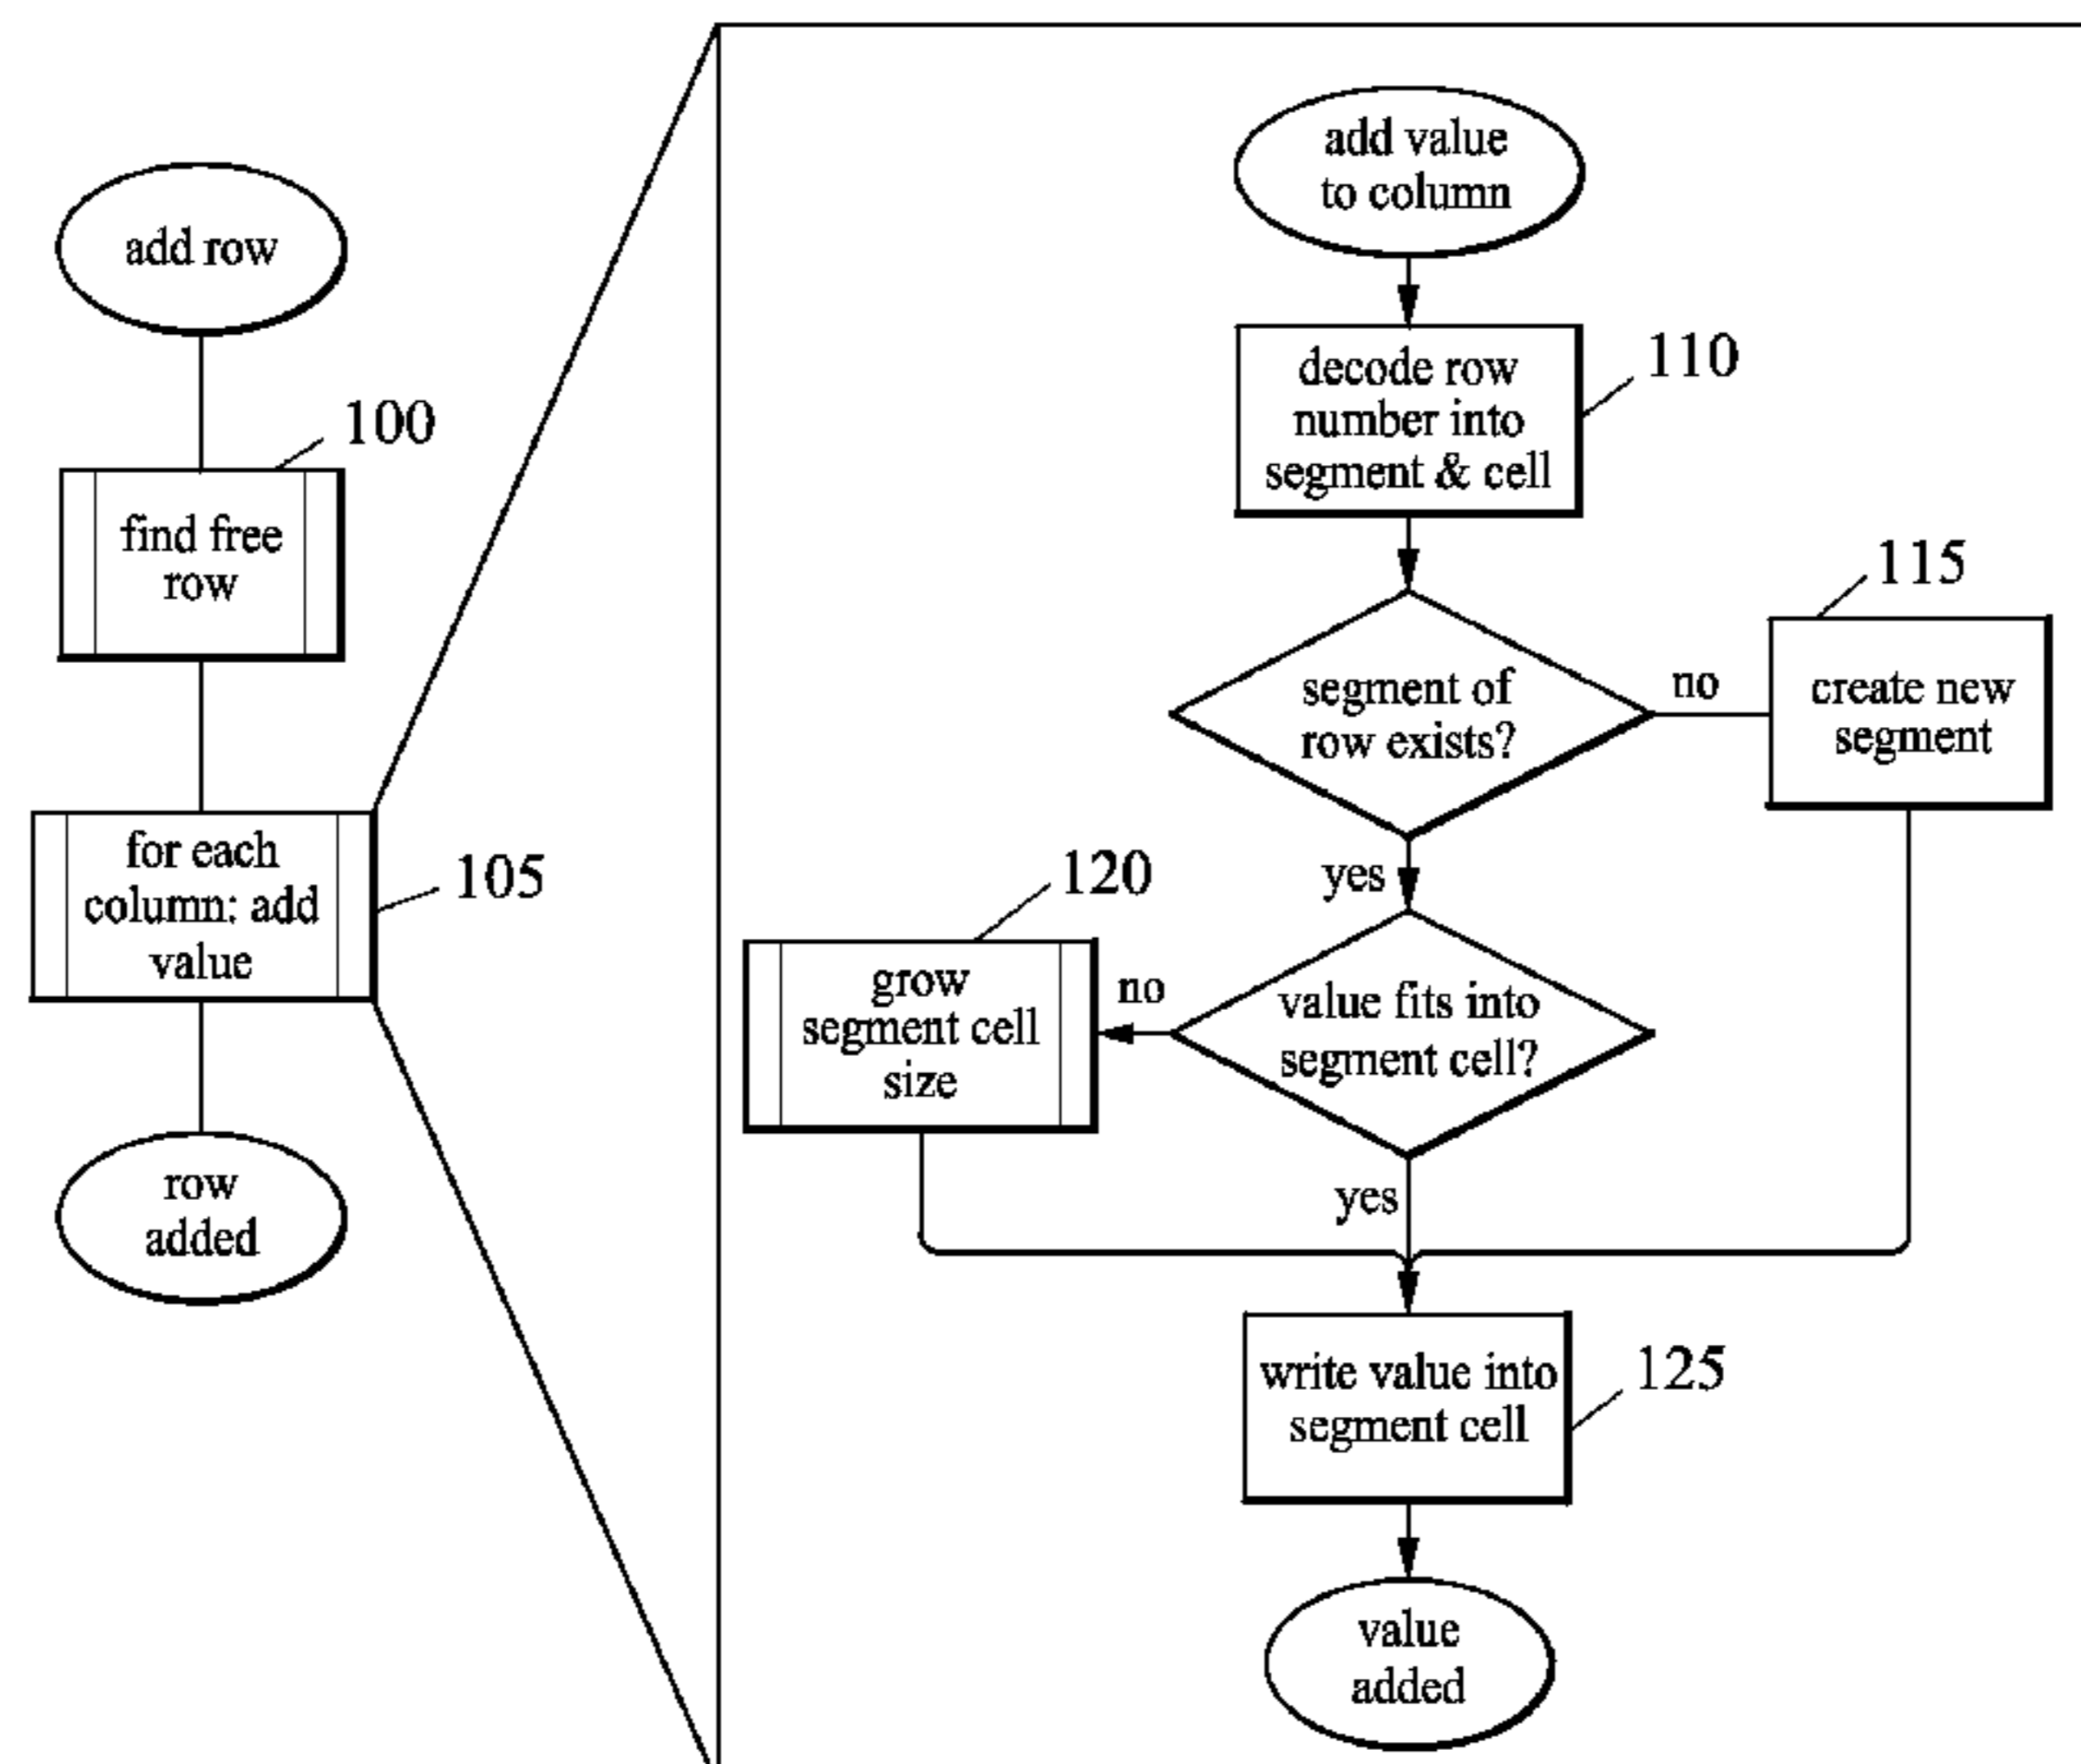 add row
100
find free
row
for each
column: add
value
105
row
added
add value
to column
decode row
number into
segment & cell
110
segment of
row exists?
no
115
create new
segment
yes
120
grow
segment cell
size
no
value fits into
segment cell?
yes
write value into
segment cell
125
value
added